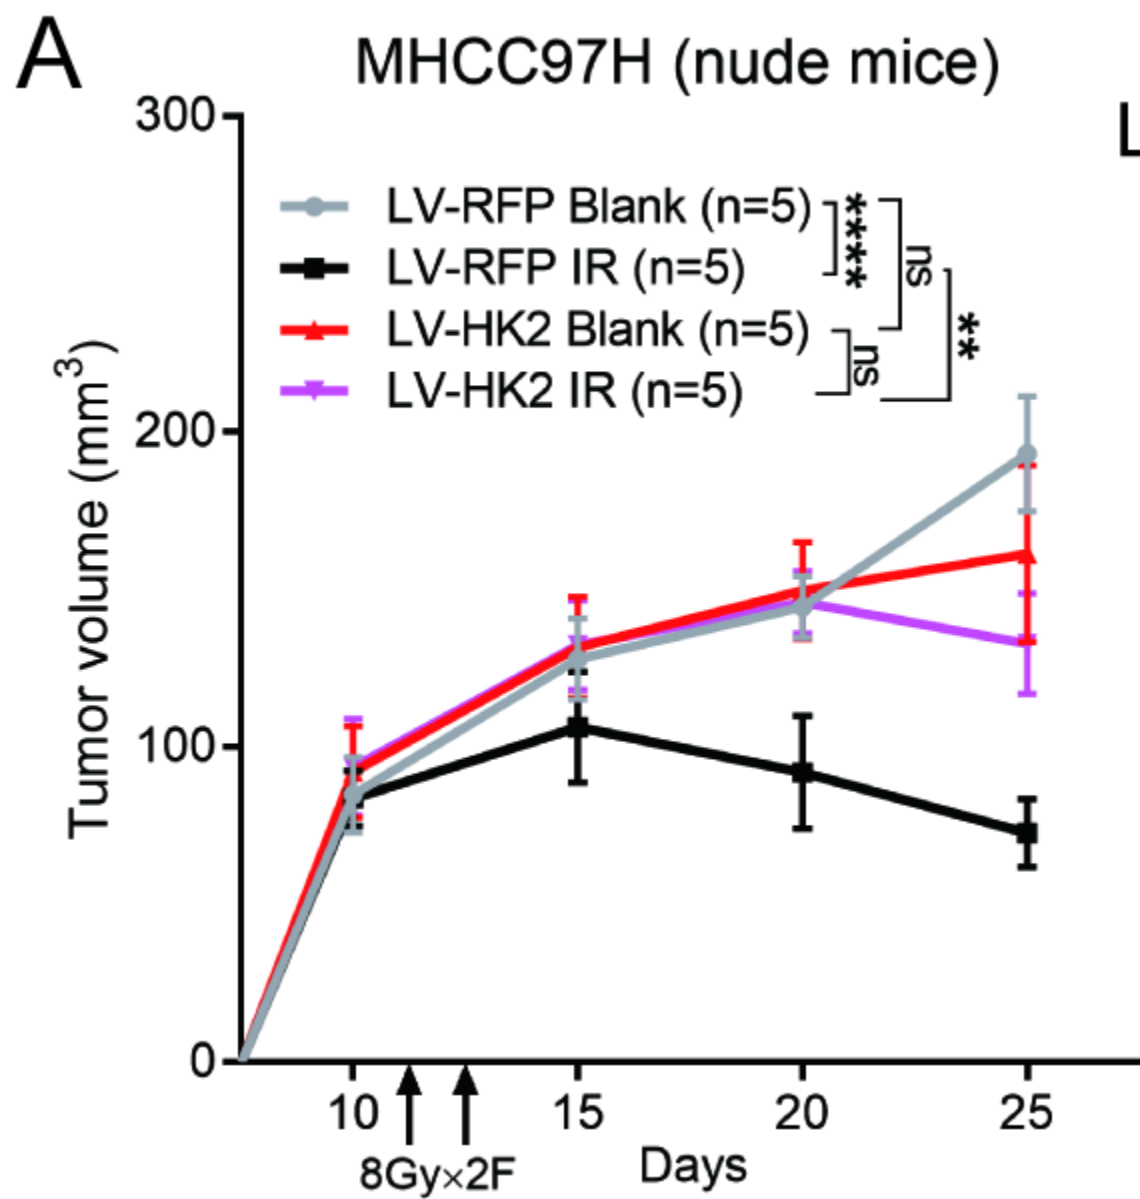 A
MHCC97H (nude mice)
L
300
200
100
0
Tumor volume (mm³)
LV-RFP Blank (n=5)
LV-RFP IR (n=5)
LV-HK2 Blank (n=5)
LV-HK2 IR (n=5)
****
ns
**
ns
10 15 20 25
8Gy×2F
Days